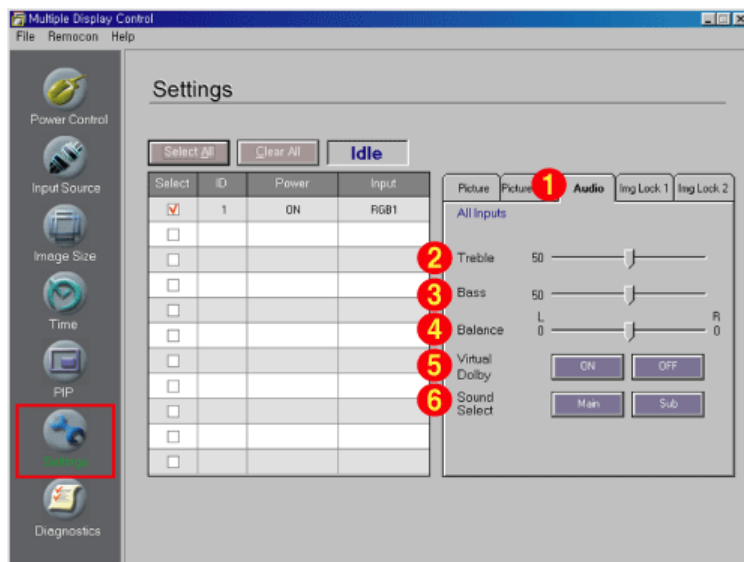 Multiple Display Control
File Remocon Help
Settings
Power Control
Select All Clear All Idle
Select ID Power Input
1 ON RGB1
Input Source
Picture Picture 1 Audio Img Lock 1 Img Lock 2
All Inputs
Image Size
2 Treble 50
3 Bass 50
L R
4 Balance 0 0
Time
5 Virtual Dolby ON OFF
PIP
6 Sound Select Main Sub
Settings
Diagnostics